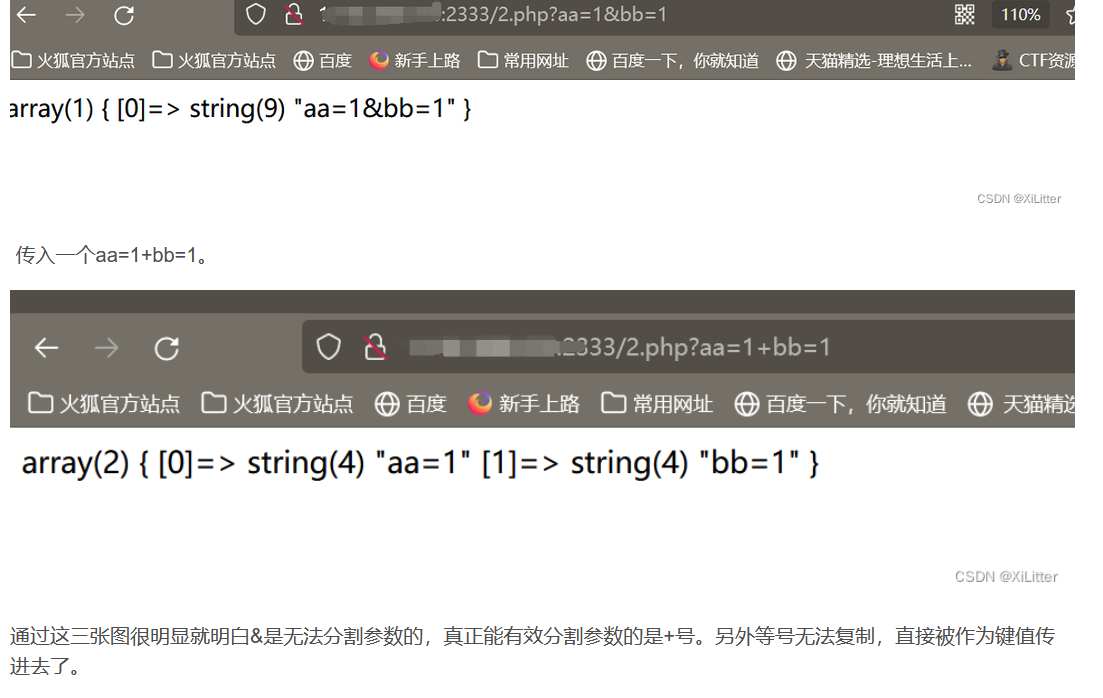 :2333/2.php?aa=1&bb=1 110%
火狐官方站点 火狐官方站点 百度 新手上路 常用网址 百度一下，你就知道 天猫精选-理想生活上... CTF资源
array(1) { [0]=> string(9) "aa=1&bb=1" }
CSDN @XiLitter
传入一个aa=1+bb=1。
:2333/2.php?aa=1+bb=1
火狐官方站点 火狐官方站点 百度 新手上路 常用网址 百度一下，你就知道 天猫精选
array(2) { [0]=> string(4) "aa=1" [1]=> string(4) "bb=1" }
CSDN @XiLitter
通过这三张图很明显就明白&是无法分割参数的，真正能有效分割参数的是+号。另外等号无法复制，直接被作为键值传
进去了。